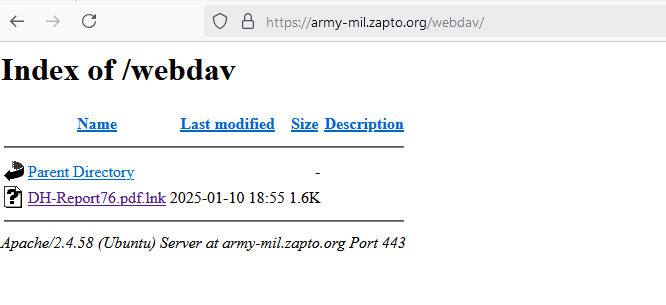 https://army-mil.zapto.org/webdav/
Index of /webdav
Name Last modified Size Description
Parent Directory -
DH-Report76.pdf.lnk 2025-01-10 18:55 1.6K
Apache/2.4.58 (Ubuntu) Server at army-mil.zapto.org Port 443